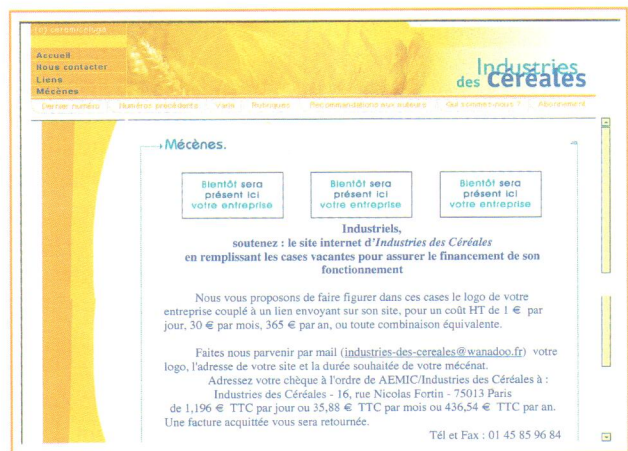 Accueil
Nous contacter
Liens
Mécènes
Industries
des Céréales
Dernier numéro Numéros précédents Varia Rubriques Recommandations aux auteurs Qui sommes-nous ? Abonnement
Mécènes.
Bientôt sera
présent ici
votre entreprise
Bientôt sera
présent ici
votre entreprise
Bientôt sera
présent ici
votre entreprise
Industriels,
soutenez : le site internet d'Industries des Céréales
en remplissant les cases vacantes pour assurer le financement de son
fonctionnement
Nous vous proposons de faire figurer dans ces cases le logo de votre
entreprise couplé à un lien envoyant sur son site, pour un coût HT de 1 € par
jour, 30 € par mois, 365 € par an, ou toute combinaison équivalente.
Faites nous parvenir par mail (industries-des-cereales@wanadoo.fr) votre
logo, l'adresse de votre site et la durée souhaitée de votre mécénat.
Adressez votre chèque à l'ordre de AEMIC/Industries des Céréales à :
Industries des Céréales - 16, rue Nicolas Fortin - 75013 Paris
de 1,196 € TTC par jour ou 35,88 € TTC par mois ou 436,54 € TTC par an.
Une facture acquittée vous sera retournée.
Tél et Fax : 01 45 85 96 84